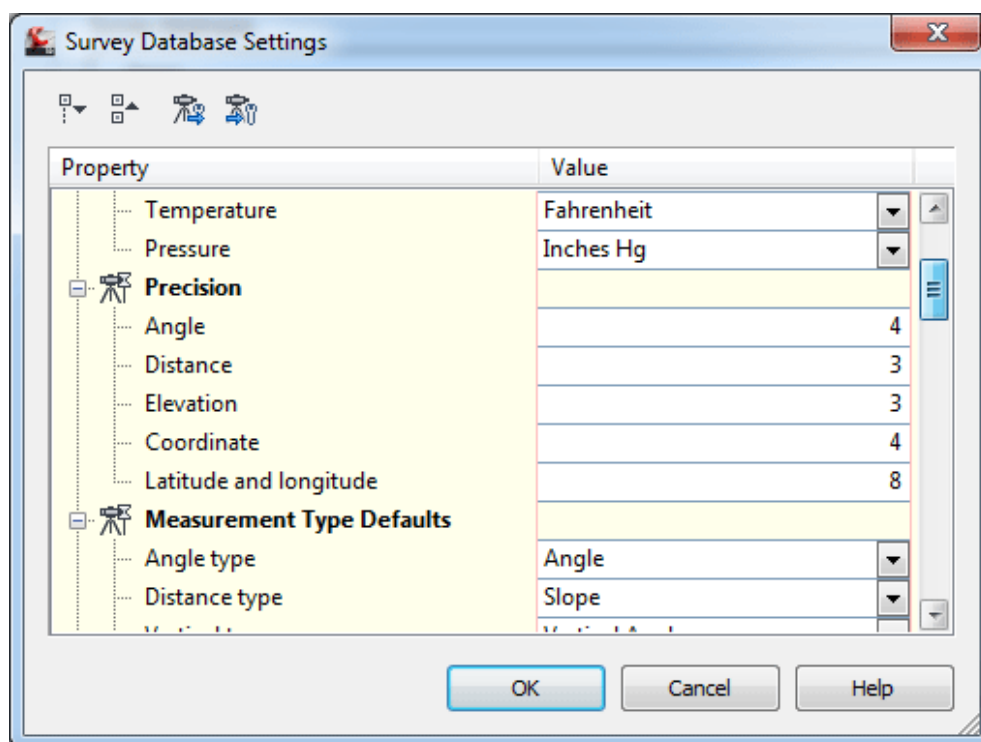 Survey Database Settings
Property Value
Temperature Fahrenheit
Pressure Inches Hg
Precision
Angle 4
Distance 3
Elevation 3
Coordinate 4
Latitude and longitude 8
Measurement Type Defaults
Angle type Angle
Distance type Slope
OK Cancel Help